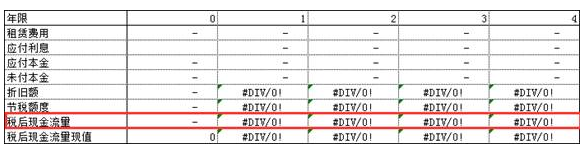 年限 0 1 2 3 4
租赁费用 - - - - -
应付利息 - - - -
应付本金 - - - - -
未付本金 - - - - -
折旧额 - #DIV/0! #DIV/0! #DIV/0! #DIV/0!
节税额度 - #DIV/0! #DIV/0! #DIV/0! #DIV/0!
税后现金流量 - #DIV/0! #DIV/0! #DIV/0! #DIV/0!
税后现金流量现值 0 #DIV/0! #DIV/0! #DIV/0! #DIV/0!